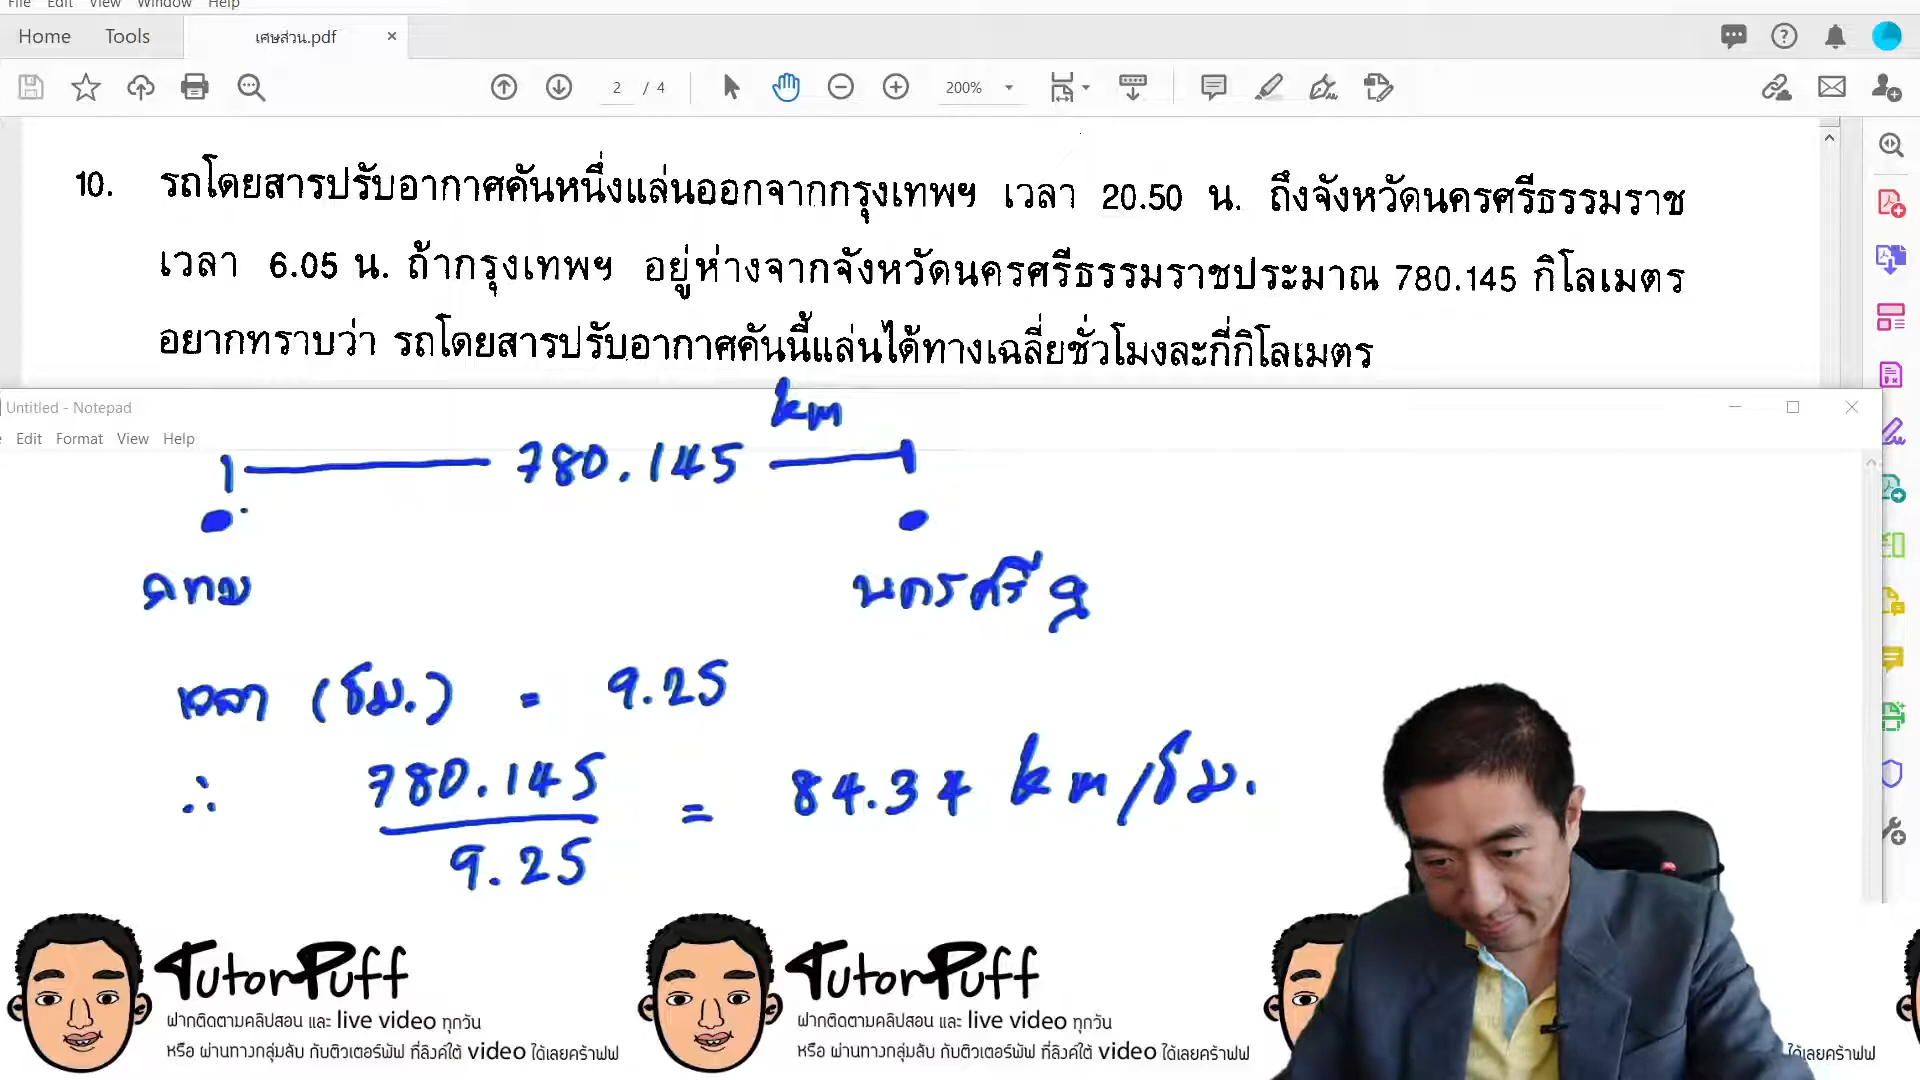 File Edit View Window Help
Home Tools เศษส่วน.pdf ×
2 / 4 200%
10. รถโดยสารปรับอากาศคันหนึ่งแล่นออกจากกรุงเทพฯ เวลา 20.50 น. ถึงจังหวัดนครศรีธรรมราช
เวลา 6.05 น. ถ้ากรุงเทพฯ อยู่ห่างจากจังหวัดนครศรีธรรมราชประมาณ 780.145 กิโลเมตร
อยากทราบว่า รถโดยสารปรับอากาศคันนี้แล่นได้ทางเฉลี่ยชั่วโมงละกี่กิโลเมตร
Untitled - Notepad
Edit Format View Help
km
780.145
กทม นครศรีฯ
เวลา (ชม.) = 9.25
∴ 780.145
9.25
= 84.34 km/ชม.
TutorPuff TutorPuff
ฝากติดตามคลิปสอน และ live video ทุกวัน ฝากติดตามคลิปสอน และ live video ทุกวัน
หรือ ผ่านทางกลุ่มลับ กับติวเตอร์พัฟ ที่ลิงค์ใต้ video ได้เลยคร้าฟฟ หรือ ผ่านทางกลุ่มลับ กับติวเตอร์พัฟ ที่ลิงค์ใต้ video ได้เลยคร้าฟฟ ได้เลยคร้าฟฟ